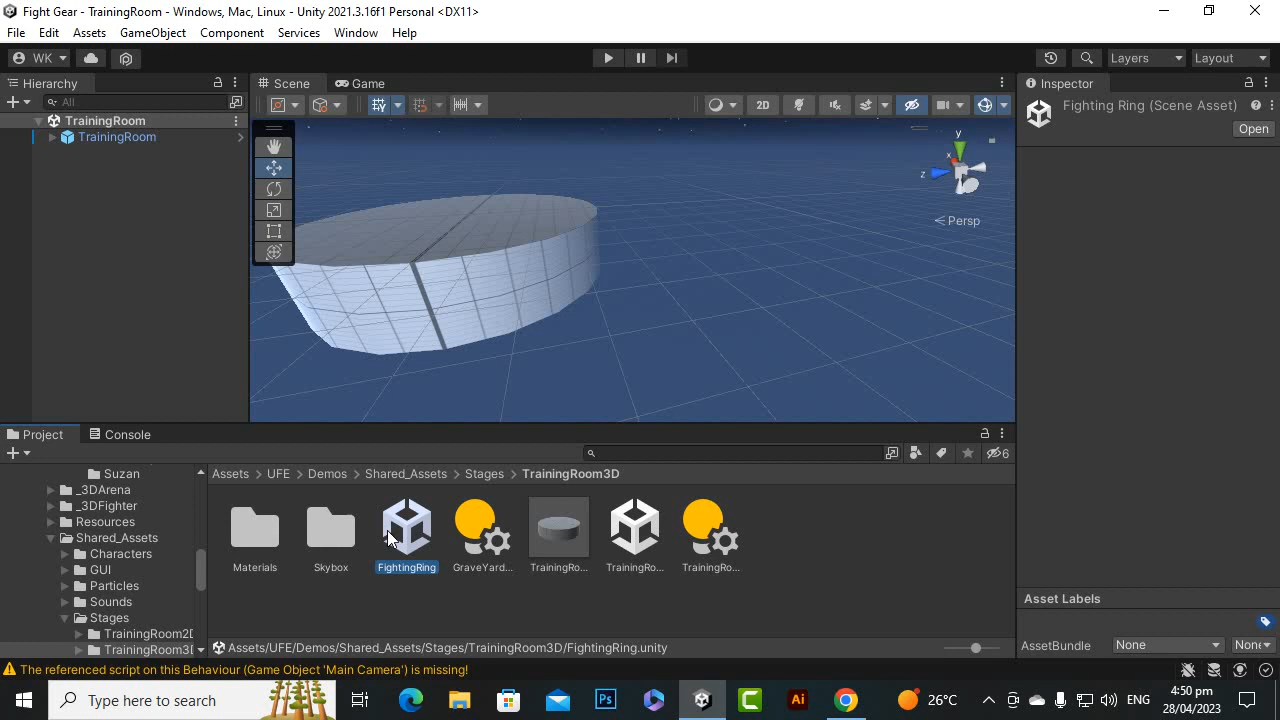 Fight Gear - TrainingRoom - Windows, Mac, Linux - Unity 2021.3.16f1 Personal <DX11>
File Edit Assets GameObject Component Services Window Help
WK Layers Layout
Hierarchy Scene Game Inspector
All 2D Fighting Ring (Scene Asset)
Open
TrainingRoom
TrainingRoom
y
x
z
Persp
Project Console
6
Suzan
Assets > UFE > Demos > Shared_Assets > Stages > TrainingRoom3D
_3DArena
_3DFighter
Resources
Shared_Assets
Characters
GUI
Particles
Sounds
Stages
TrainingRoom2D
TrainingRoom3D
Materials Skybox FightingRing GraveYard... TrainingRo... TrainingRo... TrainingRo...
Asset Labels
Assets/UFE/Demos/Shared_Assets/Stages/TrainingRoom3D/FightingRing.unity
AssetBundle None None
The referenced script on this Behaviour (Game Object 'Main Camera') is missing!
Type here to search Ps Ai 26°C ENG 4:50 pm
28/04/2023